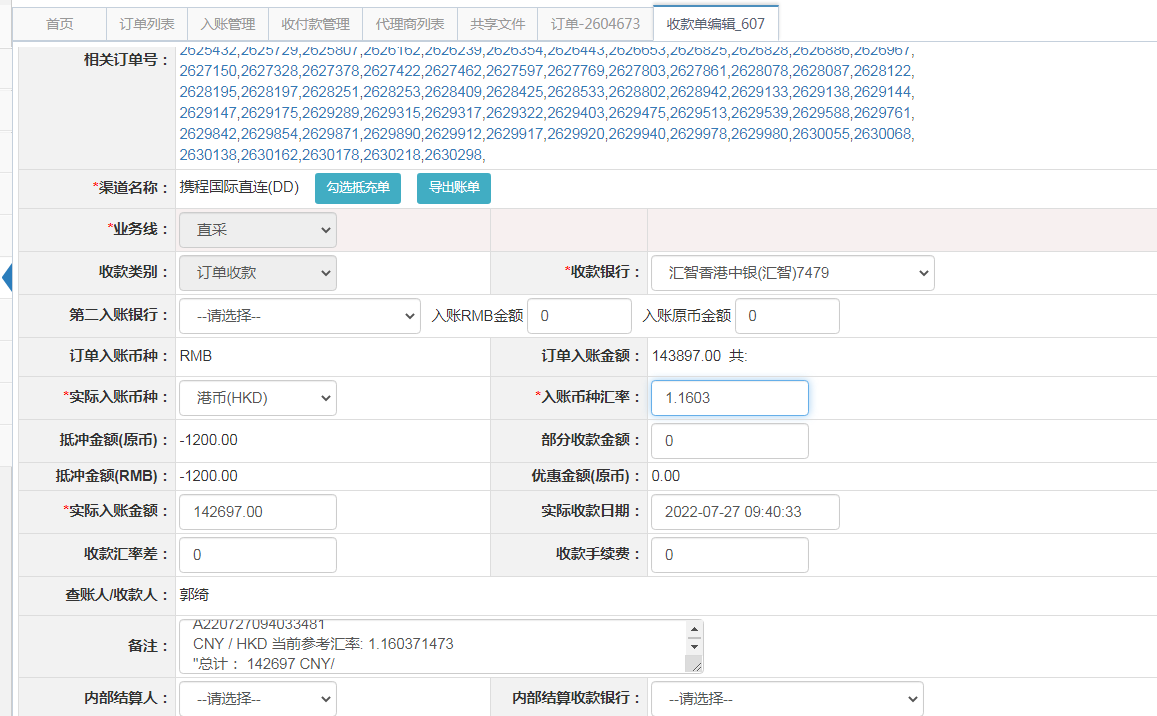 首页 订单列表 入账管理 收付款管理 代理商列表 共享文件 订单-2604673 收款单编辑_607
相关订单号： 2625432,2625729,2625807,2626162,2626239,2626354,2626443,2626653,2626825,2626828,2626886,2626967,
2627150,2627328,2627378,2627422,2627462,2627597,2627769,2627803,2627861,2628078,2628087,2628122,
2628195,2628197,2628251,2628253,2628409,2628425,2628533,2628802,2628942,2629133,2629138,2629144,
2629147,2629175,2629289,2629315,2629317,2629322,2629403,2629475,2629513,2629539,2629588,2629761,
2629842,2629854,2629871,2629890,2629912,2629917,2629920,2629940,2629978,2629980,2630055,2630068,
2630138,2630162,2630178,2630218,2630298,
*渠道名称： 携程国际直连(DD) 勾选抵充单 导出账单
*业务线： 直采
收款类别： 订单收款 *收款银行： 汇智香港中银(汇智)7479
第二入账银行： --请选择-- 入账RMB金额 0 入账原币金额 0
订单入账币种： RMB 订单入账金额： 143897.00 共:
*实际入账币种： 港币(HKD) *入账币种汇率： 1.1603
抵冲金额(原币)： -1200.00 部分收款金额： 0
抵冲金额(RMB)： -1200.00 优惠金额(原币)： 0.00
*实际入账金额： 142697.00 实际收款日期： 2022-07-27 09:40:33
收款汇率差： 0 收款手续费： 0
查账人/收款人： 郭绮
备注： A220727094033481
CNY / HKD 当前参考汇率: 1.160371473
"总计： 142697 CNY/
内部结算人： --请选择-- 内部结算收款银行： --请选择--